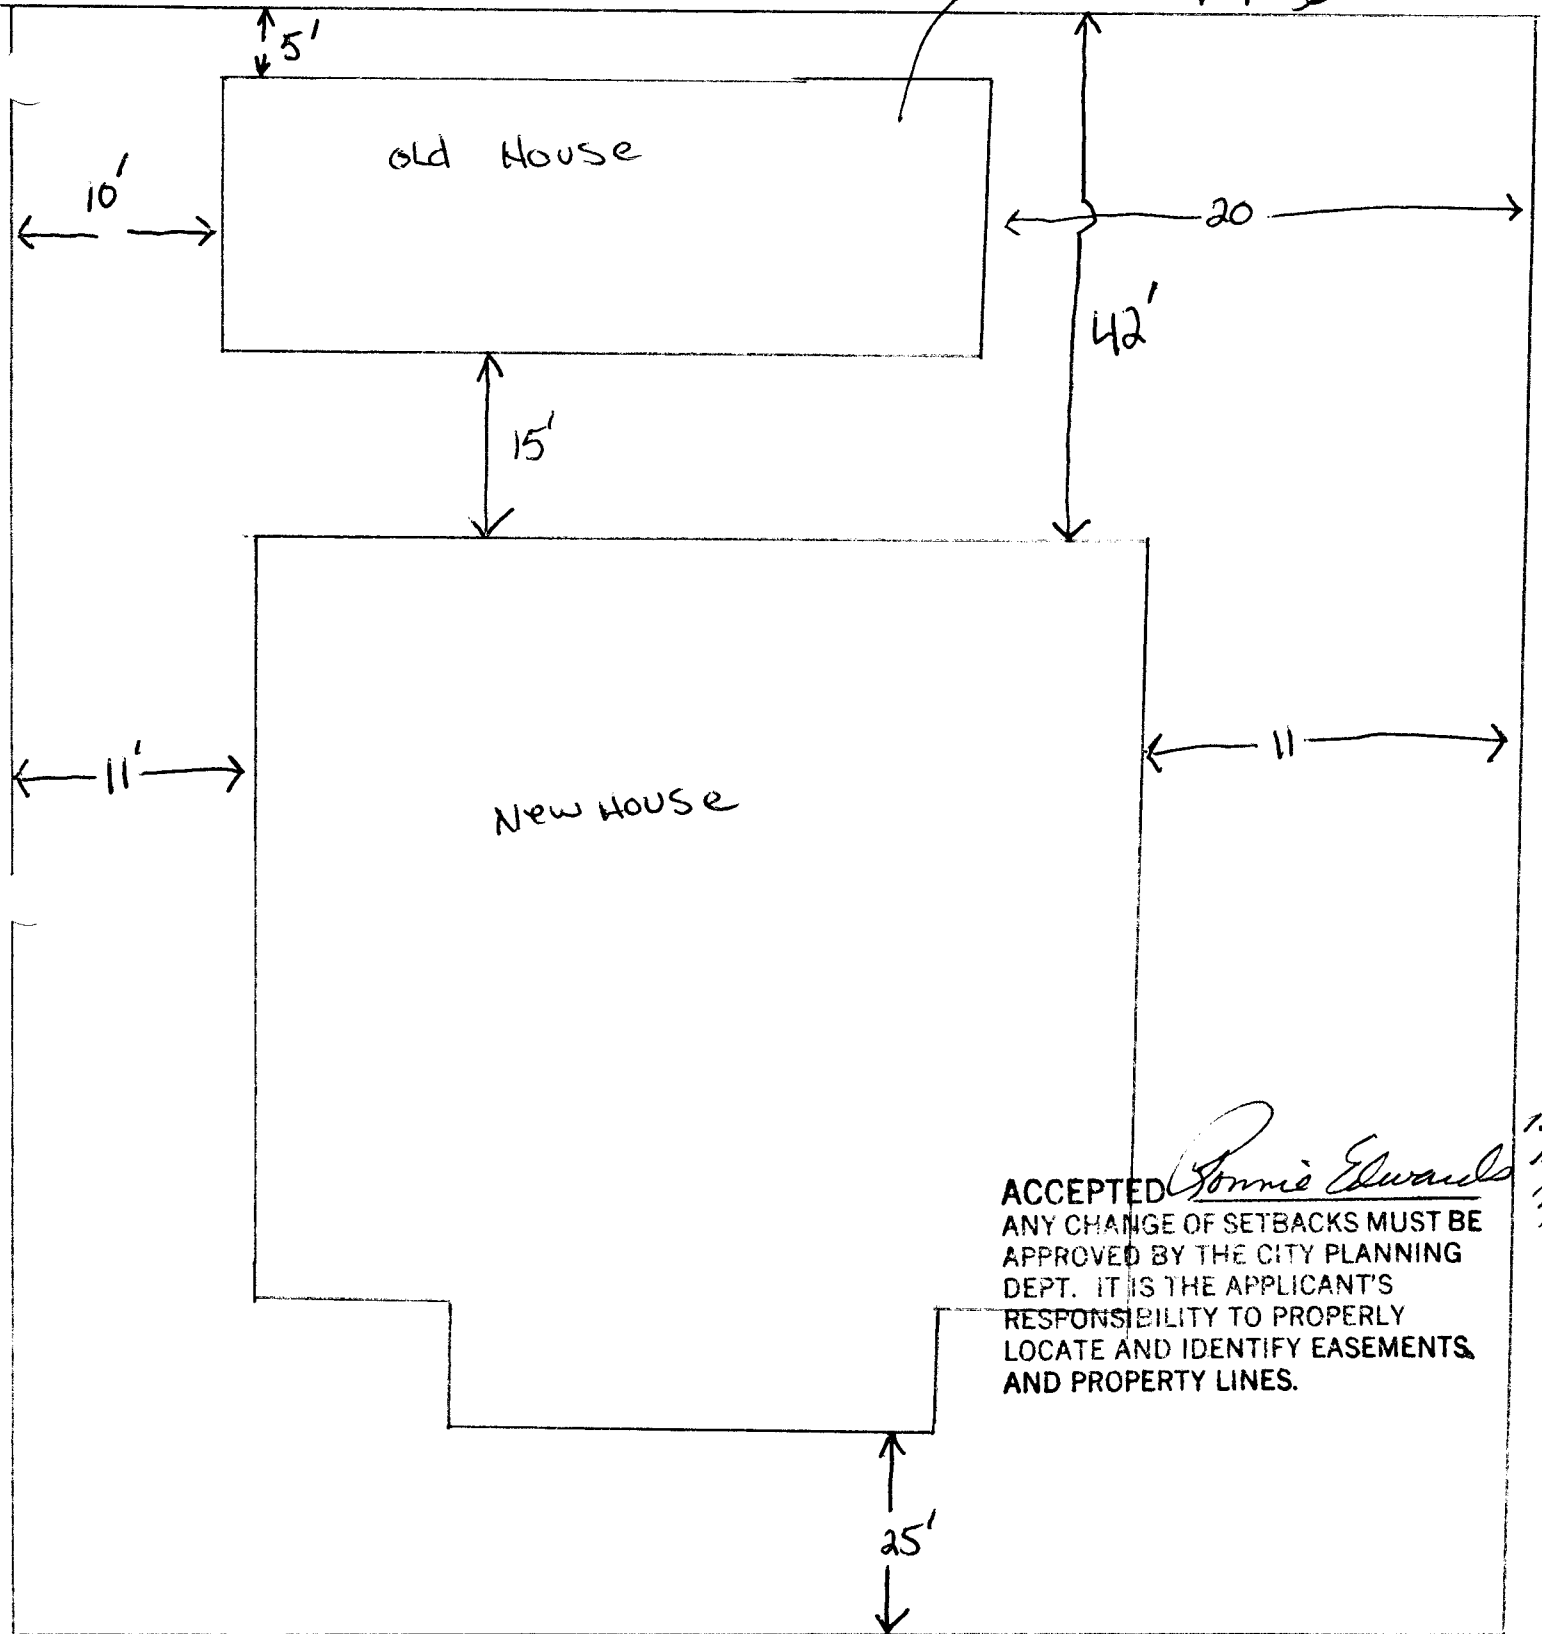 5'
old House
10'
20
42'
15'
11'
11
New House
ACCEPTED Ronnie Edwards
ANY CHANGE OF SETBACKS MUST BE
APPROVED BY THE CITY PLANNING
DEPT. IT IS THE APPLICANT'S
RESPONSIBILITY TO PROPERLY
LOCATE AND IDENTIFY EASEMENTS
AND PROPERTY LINES.
25'